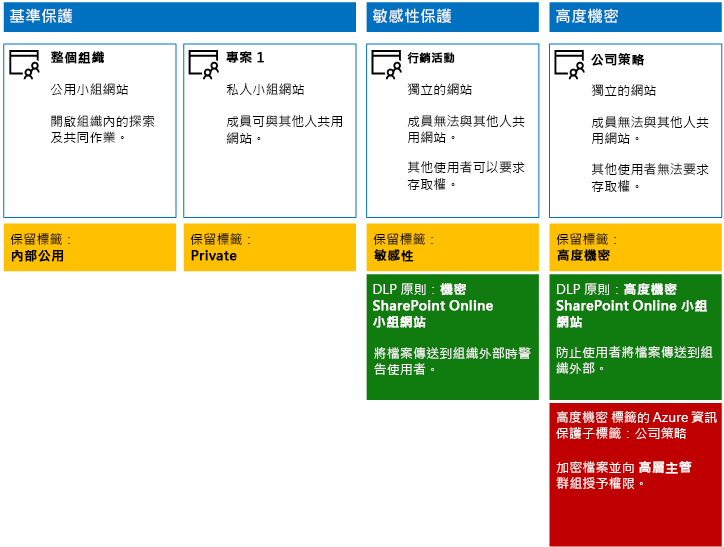 基準保護
敏感性保護
高度機密
整個組織
公用小組網站
開啟組織內的探索
及共同作業。
專案 1
私人小組網站
成員可與其他人共用
網站。
行銷活動
獨立的網站
成員無法與其他人共
用網站。
其他使用者可以要求
存取權。
公司策略
獨立的網站
成員無法與其他人共
用網站。
其他使用者無法要求
存取權。
保留標籤：
內部公用
保留標籤：
Private
保留標籤：
敏感性
保留標籤：
高度機密
DLP 原則：機密
SharePoint Online
小組網站
將檔案傳送到組織外部時警
告使用者。
DLP 原則：高度機密
SharePoint Online 小組
網站
防止使用者將檔案傳送到組
織外部。
高度機密 標籤的 Azure 資訊
保護子標籤：公司策略
加密檔案並向 高層主管
群組授予權限。